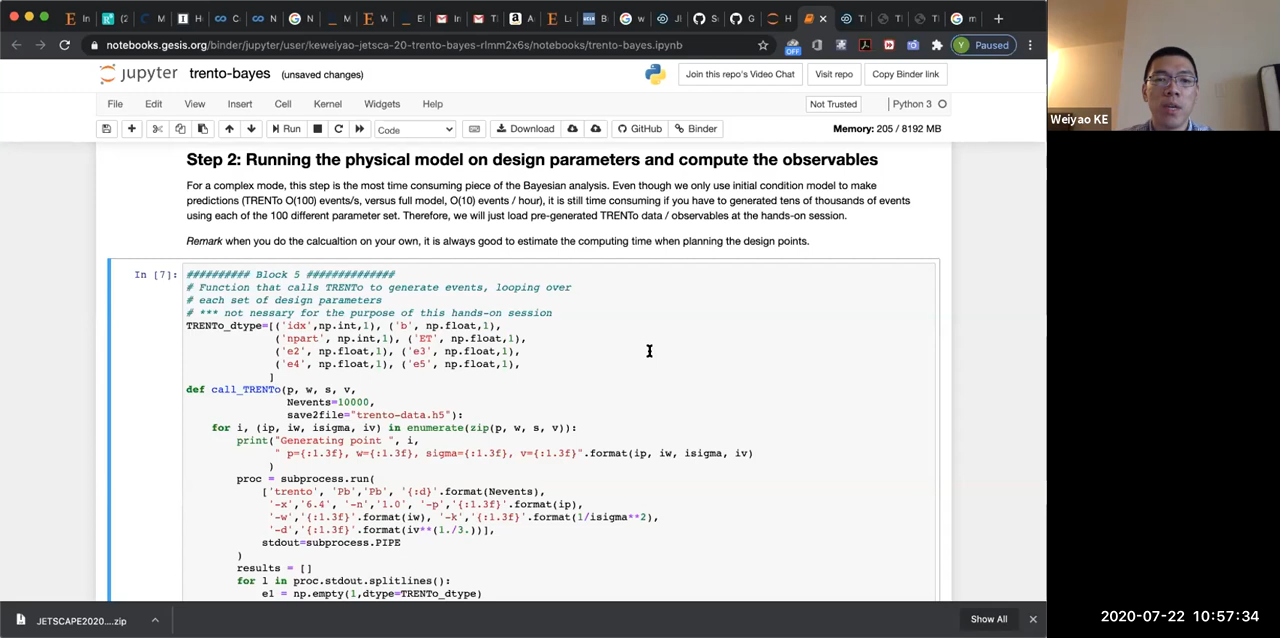 In
(2
M
I
H
C
N
N
M
E
W
E
In
T
A
E
L
B
w
JI
S
G
H
T
T
T
m
notebooks.gesis.org/binder/jupyter/user/keweiyao-jetsca-20-trento-bayes-rlmm2x6s/notebooks/trento-bayes.ipynb
OFF
Y Paused
jupyter trento-bayes (unsaved changes)
Join this repo's Video Chat
Visit repo
Copy Binder link
File Edit View Insert Cell Kernel Widgets Help
Not Trusted
Python 3
Run
Code
Download
GitHub
Binder
Memory: 205 / 8192 MB
Step 2: Running the physical model on design parameters and compute the observables
For a complex mode, this step is the most time consuming piece of the Bayesian analysis. Even though we only use initial condition model to make
predictions (TRENTo O(100) events/s, versus full model, O(10) events / hour), it is still time consuming if you have to generated tens of thousands of events
using each of the 100 different parameter set. Therefore, we will just load pre-generated TRENTo data / observables at the hands-on session.
Remark when you do the calcualtion on your own, it is always good to estimate the computing time when planning the design points.
In [7]:
########## Block 5 ##############
# Function that calls TRENTo to generate events, looping over
# each set of design parameters
# *** not nessary for the purpose of this hands-on session
TRENTo_dtype=[('idx',np.int,1), ('b', np.float,1),
('npart', np.int,1), ('ET', np.float,1),
('e2', np.float,1), ('e3', np.float,1),
('e4', np.float,1), ('e5', np.float,1),
]
def call_TRENTo(p, w, s, v,
Nevents=10000,
save2file="trento-data.h5"):
for i, (ip, iw, isigma, iv) in enumerate(zip(p, w, s, v)):
print("Generating point ", i,
" p={:1.3f}, w={:1.3f}, sigma={:1.3f}, v={:1.3f}".format(ip, iw, isigma, iv)
)
proc = subprocess.run(
['trento', 'Pb','Pb', '{:d}'.format(Nevents),
'-x','6.4', '-n','1.0', '-p','{:1.3f}'.format(ip),
'-w','{:1.3f}'.format(iw), '-k','{:1.3f}'.format(1/isigma**2),
'-d','{:1.3f}'.format(iv**(1./3.))],
stdout=subprocess.PIPE
)
results = []
for l in proc.stdout.splitlines():
e1 = np.empty(1,dtype=TRENTo_dtype)
JETSCAPE2020....zip
Show All
Weiyao KE
2020-07-22 10:57:34